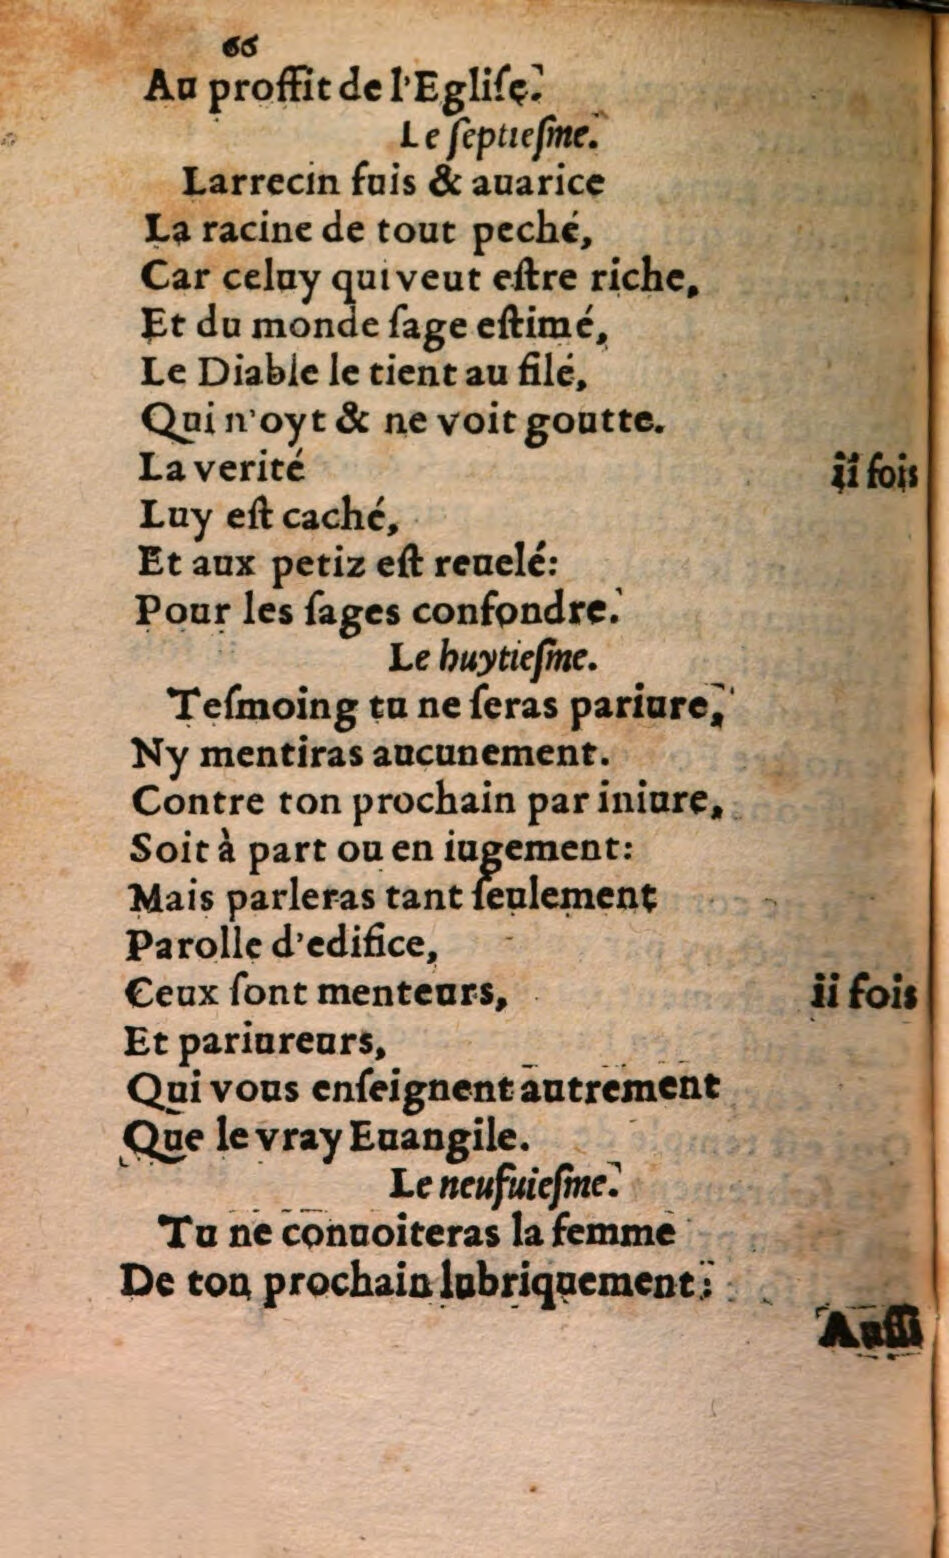 66
Au proffit de l'Egliſe.
Le ſeptieſme.
Larrecin fuis & auarice
La racine de tout peché,
Car celuy qui veut eſtre riche,
Et du monde ſage eſtimé,
Le Diable le tient au filé,
Qui n'oyt & ne voit goutte.
La verité ii fois
Luy eſt caché,
Et aux petiz eſt reuelé:
Pour les ſages confondre.
Le huytieſme.
Teſmoing tu ne ſeras pariure,
Ny mentiras aucunement.
Contre ton prochain par iniure,
Soit à part ou en iugement:
Mais parleras tant ſeulement
Parolle d'edifice,
Ceux ſont menteurs, ii fois
Et pariureurs,
Qui vous enſeignent autrement
Que le vray Euangile.
Le neufuieſme.
Tu ne conuoiteras la femme
De ton prochain lubriquement:
Auſſi